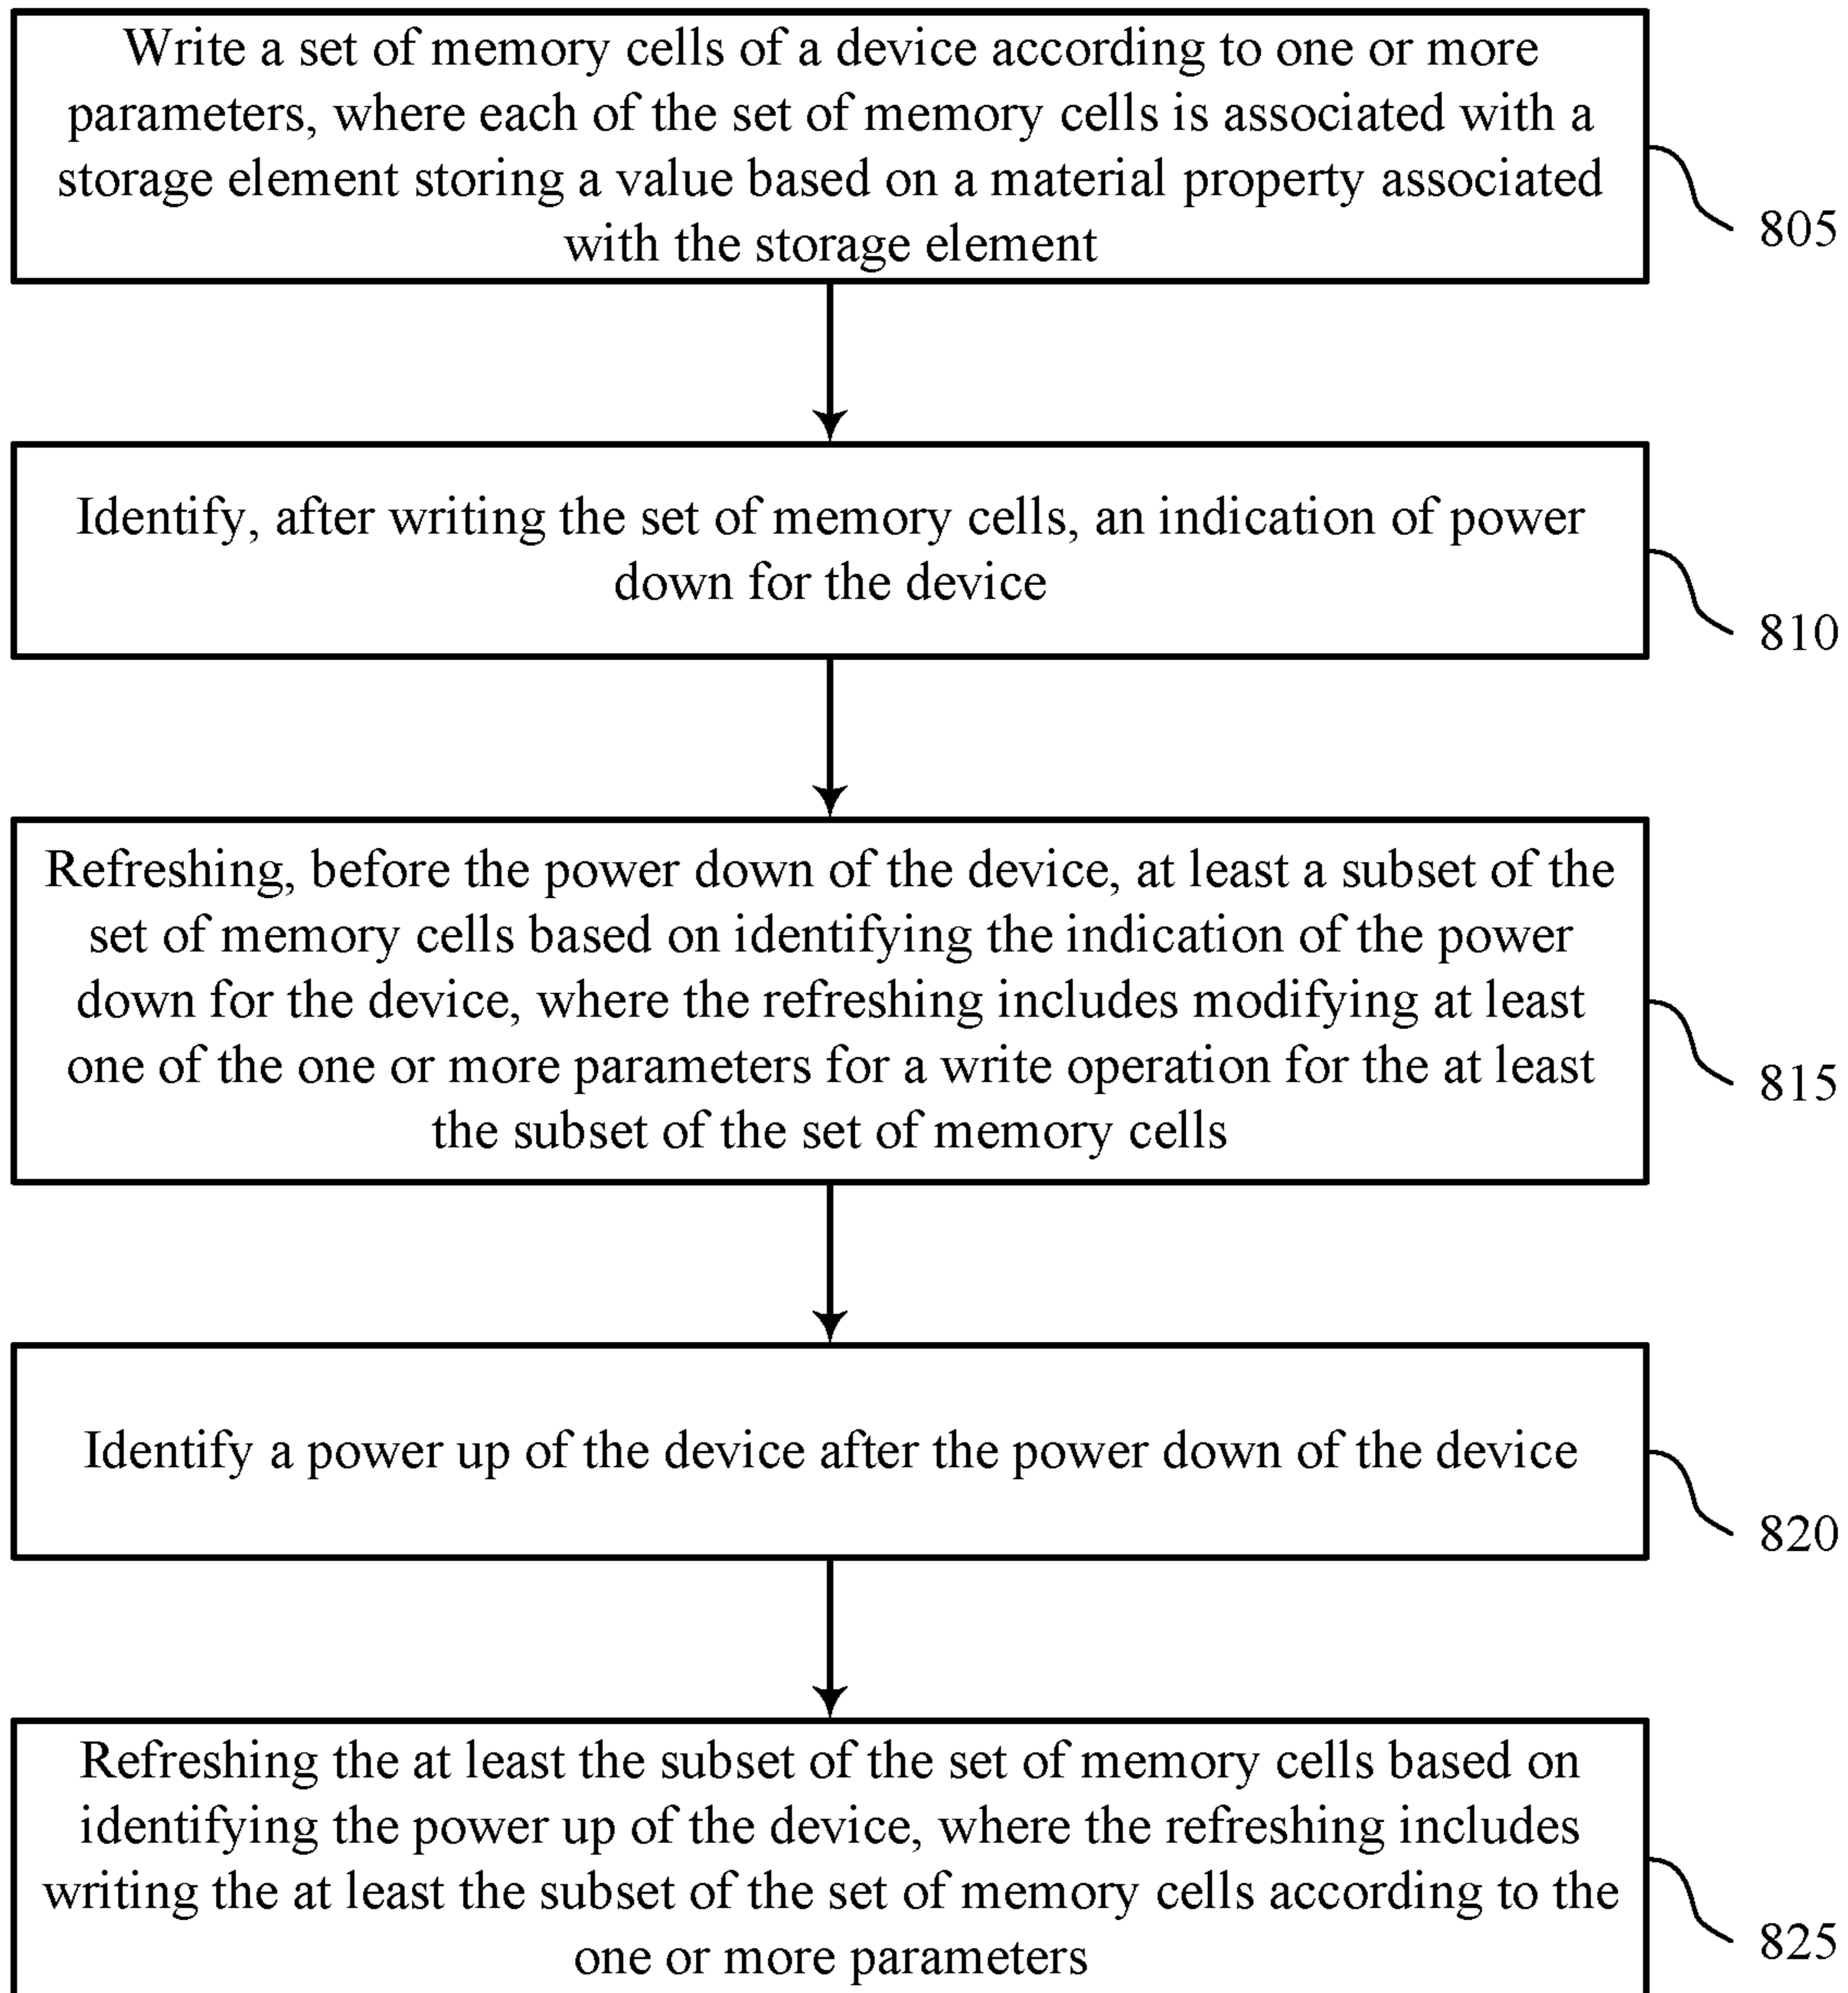 Write a set of memory cells of a device according to one or more
parameters, where each of the set of memory cells is associated with a
storage element storing a value based on a material property associated
with the storage element
805
Identify, after writing the set of memory cells, an indication of power
down for the device
810
Refreshing, before the power down of the device, at least a subset of the
set of memory cells based on identifying the indication of the power
down for the device, where the refreshing includes modifying at least
one of the one or more parameters for a write operation for the at least
the subset of the set of memory cells
815
Identify a power up of the device after the power down of the device
820
Refreshing the at least the subset of the set of memory cells based on
identifying the power up of the device, where the refreshing includes
writing the at least the subset of the set of memory cells according to the
one or more parameters
825